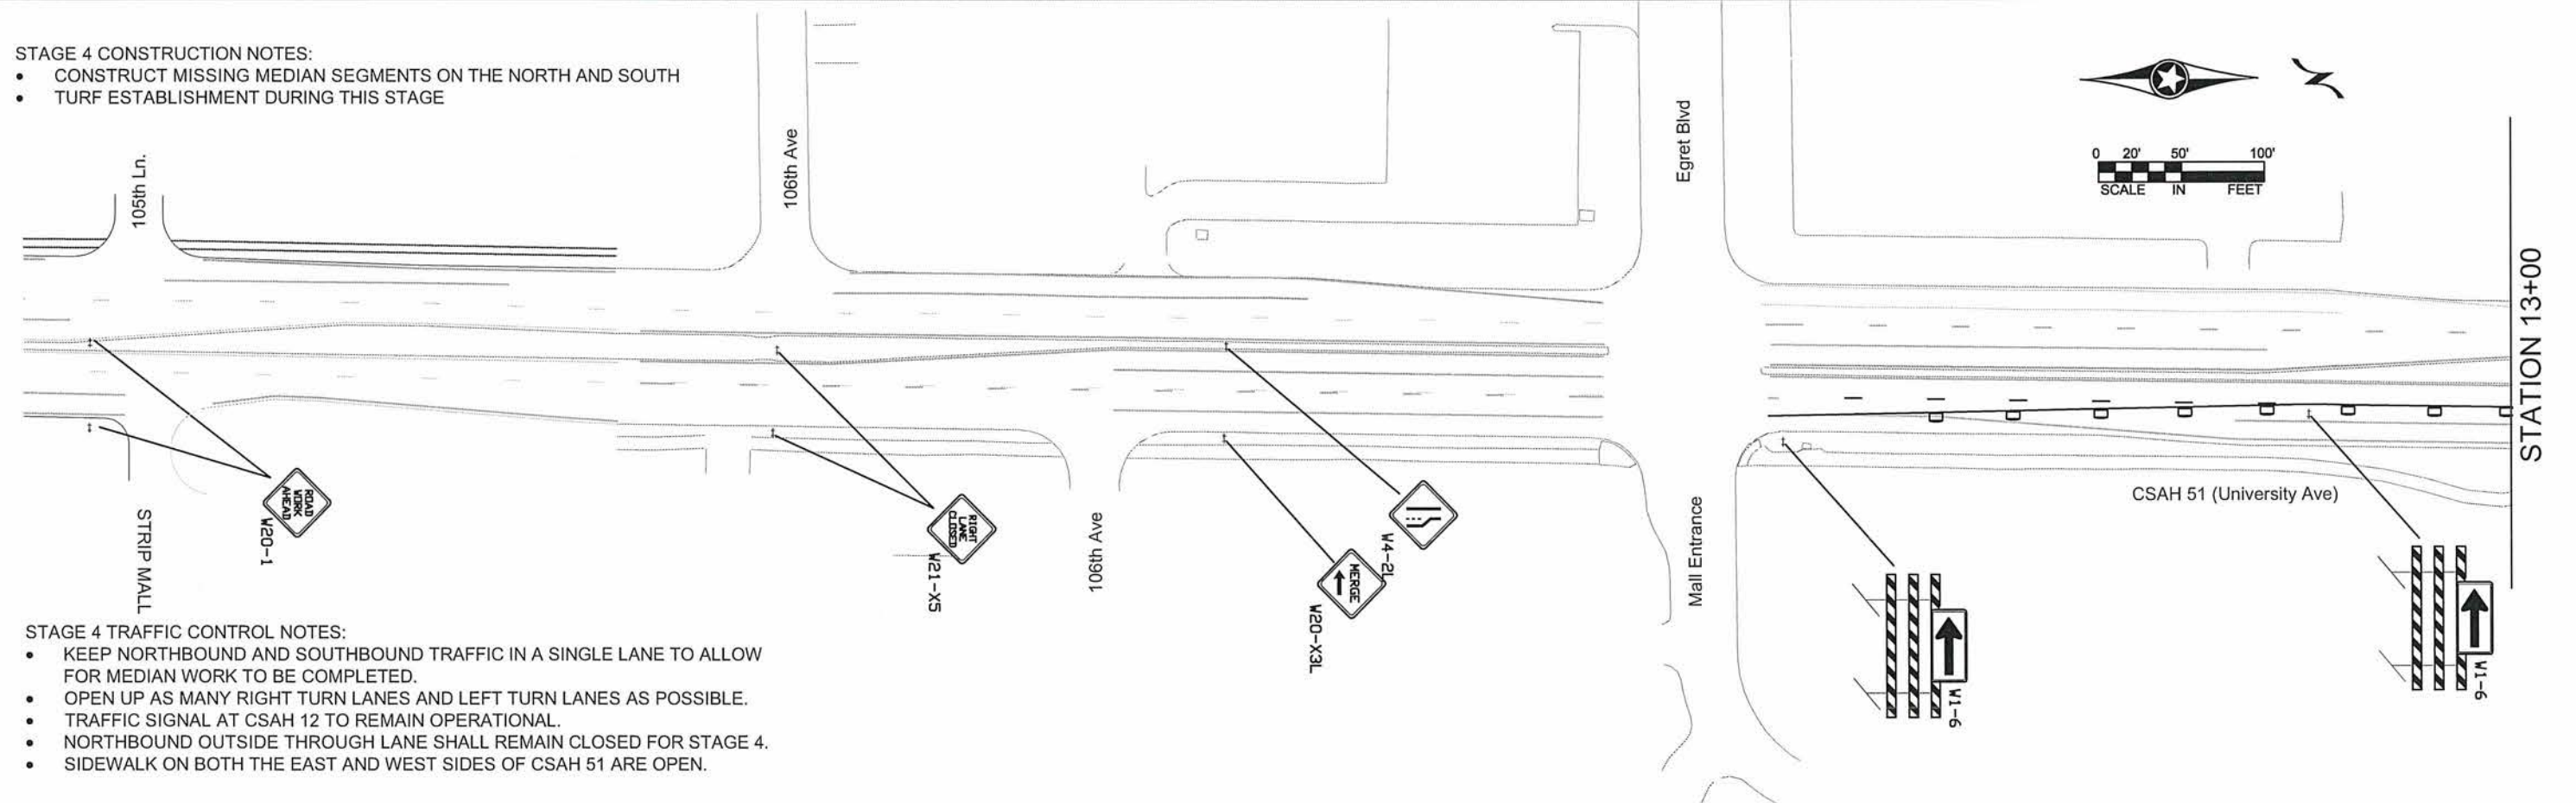 STAGE 4 CONSTRUCTION NOTES:
• CONSTRUCT MISSING MEDIAN SEGMENTS ON THE NORTH AND SOUTH
• TURF ESTABLISHMENT DURING THIS STAGE
105th Ln.
106th Ave
Egret Blvd
0 20' 50' 100'
SCALE IN FEET
STATION 13+00
CSAH 51 (University Ave)
STRIP MALL
ROAD
WORK
AHEAD
W20-1
RIGHT
LANE
CLOSED
W21-X5
106th Ave
W4-2L
MERGE
W20-X3L
Mall Entrance
W1-6
W1-6
STAGE 4 TRAFFIC CONTROL NOTES:
• KEEP NORTHBOUND AND SOUTHBOUND TRAFFIC IN A SINGLE LANE TO ALLOW
FOR MEDIAN WORK TO BE COMPLETED.
• OPEN UP AS MANY RIGHT TURN LANES AND LEFT TURN LANES AS POSSIBLE.
• TRAFFIC SIGNAL AT CSAH 12 TO REMAIN OPERATIONAL.
• NORTHBOUND OUTSIDE THROUGH LANE SHALL REMAIN CLOSED FOR STAGE 4.
• SIDEWALK ON BOTH THE EAST AND WEST SIDES OF CSAH 51 ARE OPEN.